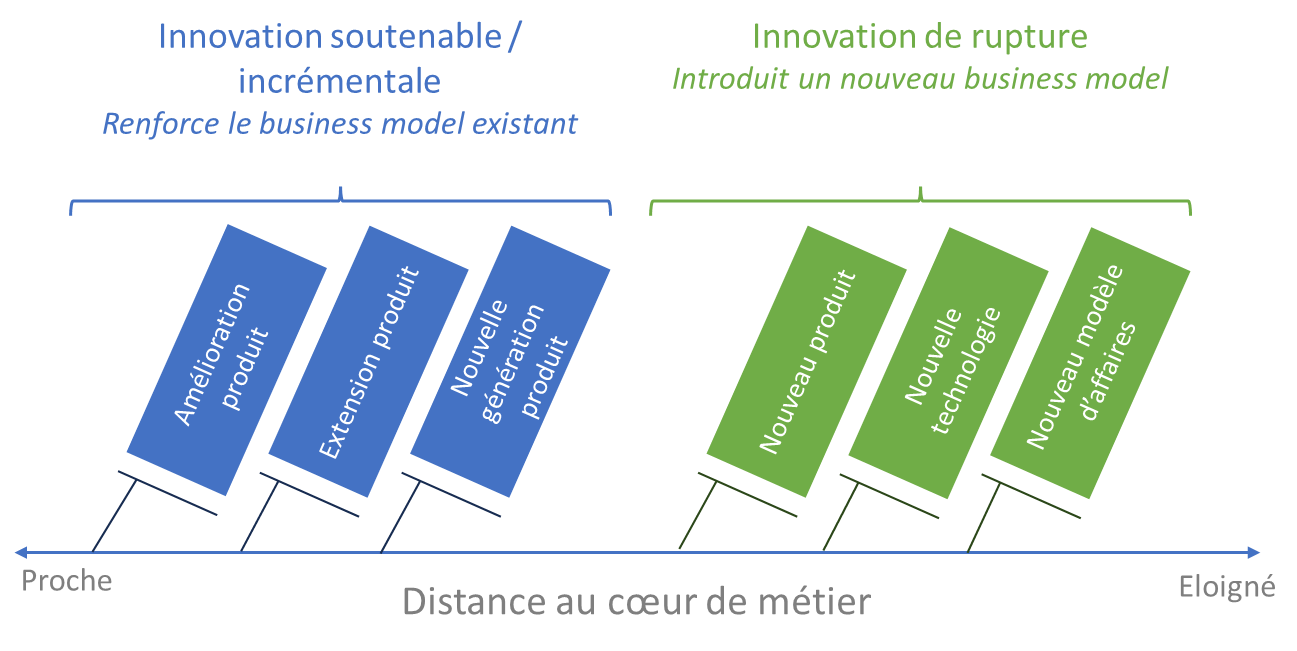 Innovation soutenable /
incrémentale
Renforce le business model existant
Innovation de rupture
Introduit un nouveau business model
Amélioration
produit
Extension produit
Nouvelle
génération
produit
Nouveau produit
Nouvelle
technologie
Nouveau modèle
d’affaires
Proche
Distance au cœur de métier
Eloigné